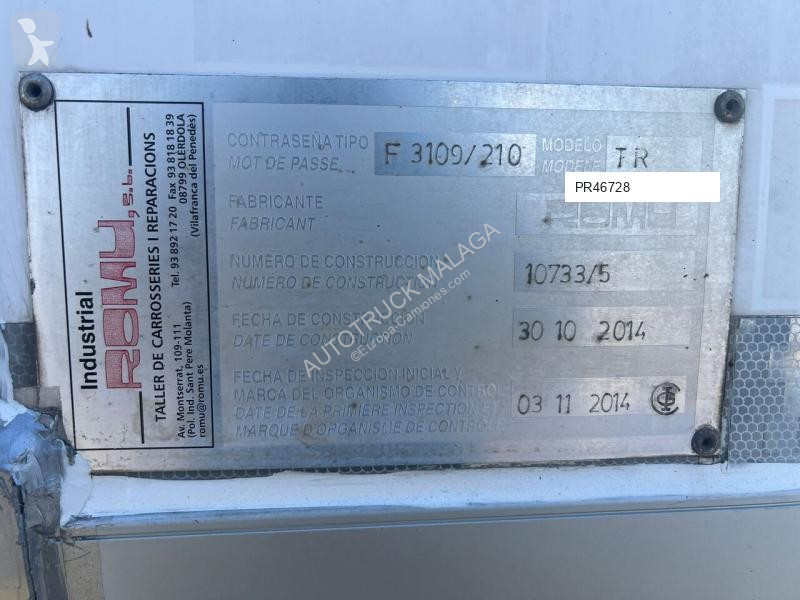 Industrial
ROMU, s.L.
TALLER DE CARROSSERIES I REPARACIONS
Av. Montserrat, 109-111 Tel. 93 892 17 20 Fax 93 818 18 39
(Pol. Ind. Sant Pere Molanta) 08799 OLÈRDOLA
romu@romu.es (Vilafranca del Penedès)
CONTRASEÑA TIPO F 3109/210 MODELO TR
MOT DE PASSE MODELE
PR46728
FABRICANTE ROMU
FABRICANT
NUMERO DE CONSTRUCCION 10733/5
NUMERO DE CONSTRUCTION
FECHA DE CONSTRUCCION 30 10 2014
DATE DE CONSTRUCTION
FECHA DE INSPECCION INICIAL Y
MARCA DEL ORGANISMO DE CONTROL 03 11 2014
DATE DE LA PRIMIERE INSPECTION ET
MARQUE D'ORGANISME DE CONTROLE
AUTOTRUCK MALAGA
©Europa-Camiones.com